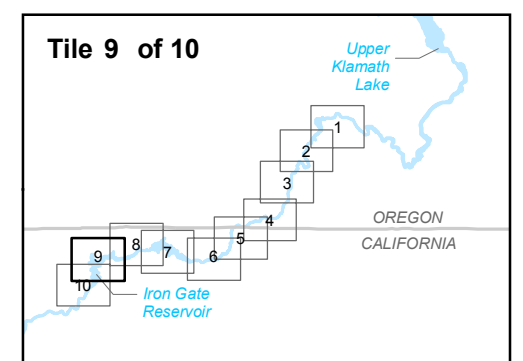 Tile 9 of 10
Upper
Klamath
Lake
1
2
3
4
OREGON
5
CALIFORNIA
8
7
6
9
10
Iron Gate
Reservoir